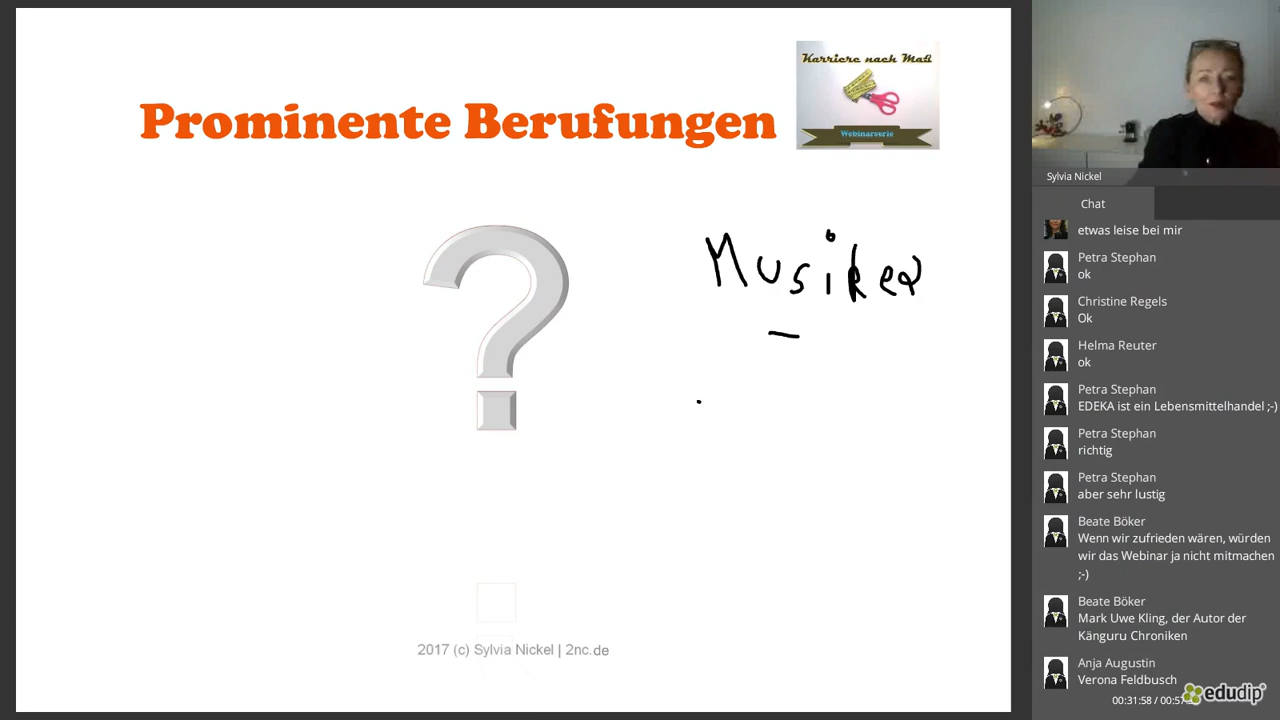 Karriere nach Maß
Webinarserie
Prominente Berufungen
?
Musiker
2017 (c) Sylvia Nickel | 2nc.de
Sylvia Nickel
Chat
etwas leise bei mir
Petra Stephan
ok
Christine Regels
Ok
Helma Reuter
ok
Petra Stephan
EDEKA ist ein Lebensmittelhandel ;-)
Petra Stephan
richtig
Petra Stephan
aber sehr lustig
Beate Böker
Wenn wir zufrieden wären, würden
wir das Webinar ja nicht mitmachen
;-)
Beate Böker
Mark Uwe Kling, der Autor der
Känguru Chroniken
Anja Augustin
Verona Feldbusch
00:31:58 / 00:57
edudip